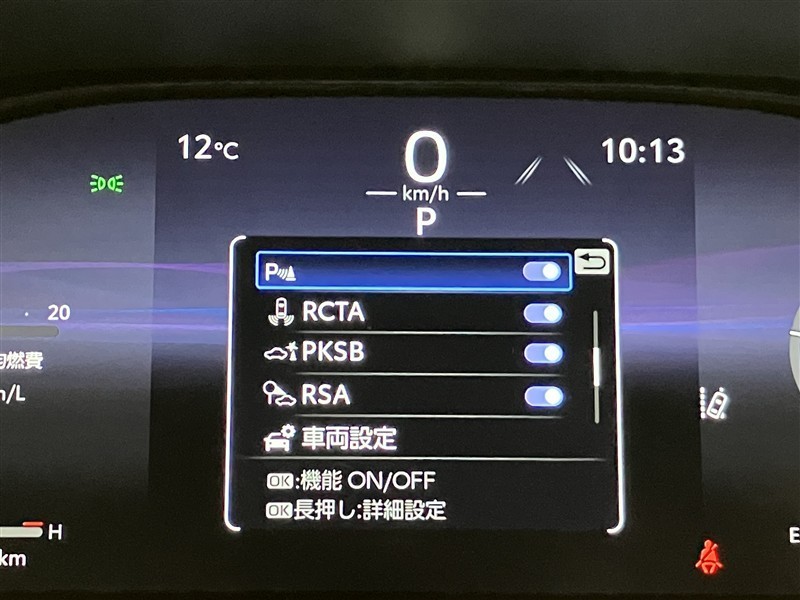 12℃
0
10:13
km/h
P
P
RCTA
20
PKSB
燃費
/L
RSA
車両設定
OK:機能 ON/OFF
OK長押し:詳細設定
H
km
E